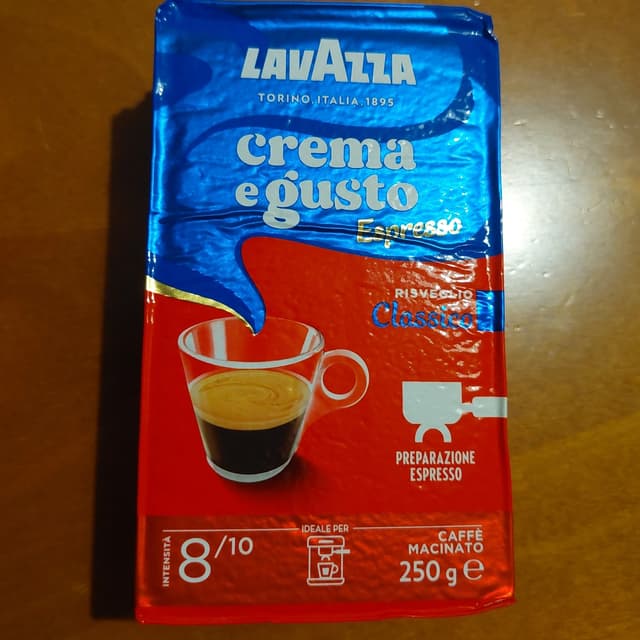 LAVAZZA
TORINO, ITALIA, 1895
crema
e gusto
Espresso
RISVEGLIO
Classico
PREPARAZIONE
ESPRESSO
INTENSITÀ
8/10
IDEALE PER
CAFFÈ
MACINATO
250 g e